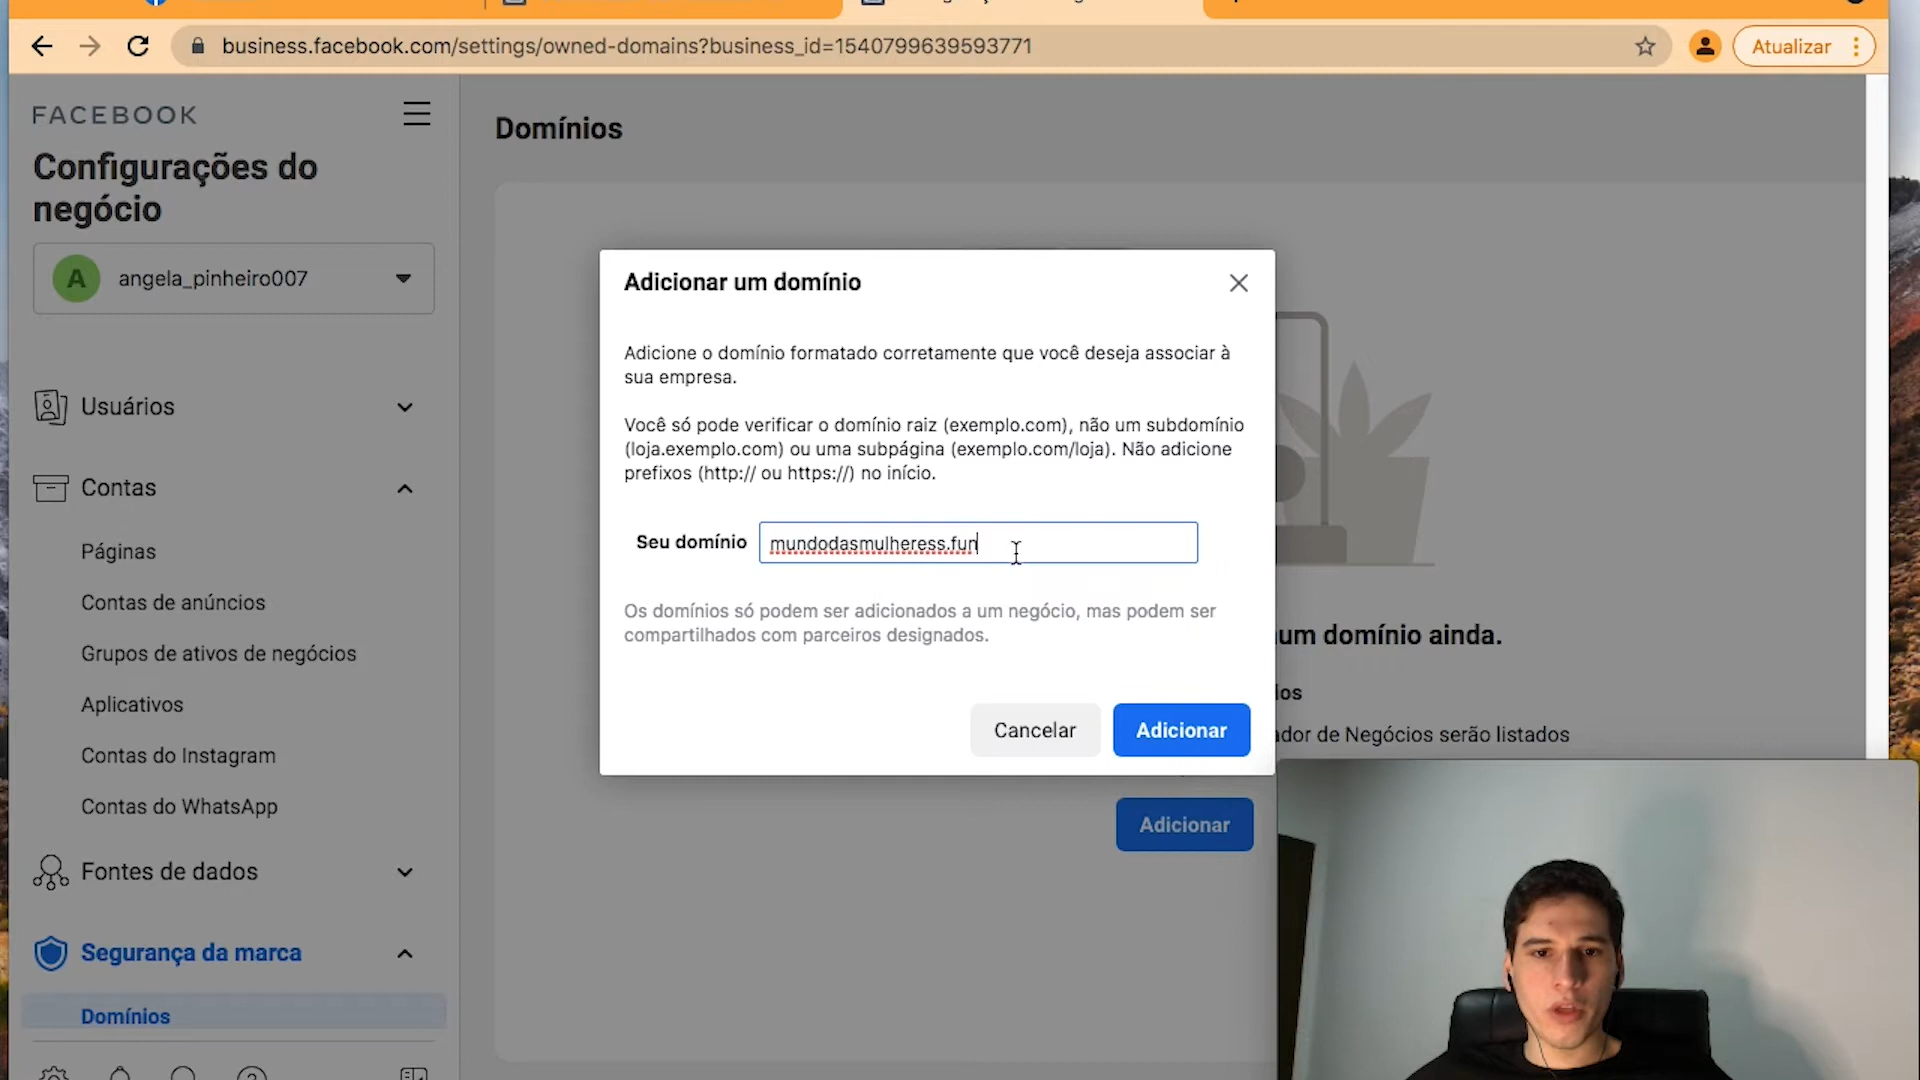 business.facebook.com/settings/owned-domains?business_id=1540799639593771
Atualizar
FACEBOOK
Configurações do
negócio
A
angela_pinheiro007
Usuários
Contas
Páginas
Contas de anúncios
Grupos de ativos de negócios
Aplicativos
Contas do Instagram
Contas do WhatsApp
Fontes de dados
Segurança da marca
Domínios
Domínios
Adicionar um domínio
Adicione o domínio formatado corretamente que você deseja associar à
sua empresa.
Você só pode verificar o domínio raiz (exemplo.com), não um subdomínio
(loja.exemplo.com) ou uma subpágina (exemplo.com/loja). Não adicione
prefixos (http:// ou https://) no início.
Seu domínio
mundodasmulheress.fun
Os domínios só podem ser adicionados a um negócio, mas podem ser
compartilhados com parceiros designados.
Cancelar
Adicionar
domínio ainda.
de Negócios serão listados
Adicionar